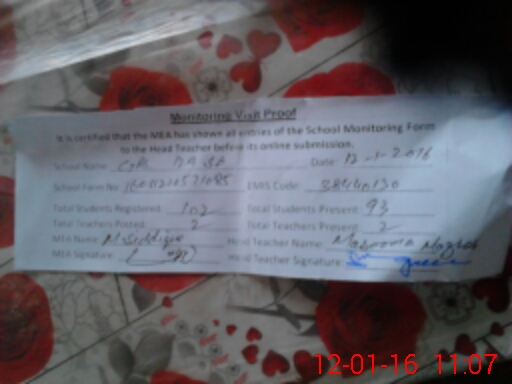 Monitoring Visit Proof
It is certified that the MEA has shown all entries of the School Monitoring Form
to the Head Teacher before its online submission.
School Name: Date: 12-1-2016
School Form No: EMIS Code: 38440130
Total Students Registered: 102 Total Students Present: 93
Total Teachers Posted: 2 Total Teachers Present: 2
MEA Name: M. Siddique Head Teacher Name:
MEA Signature: Head Teacher Signature:
12-01-16 11:07